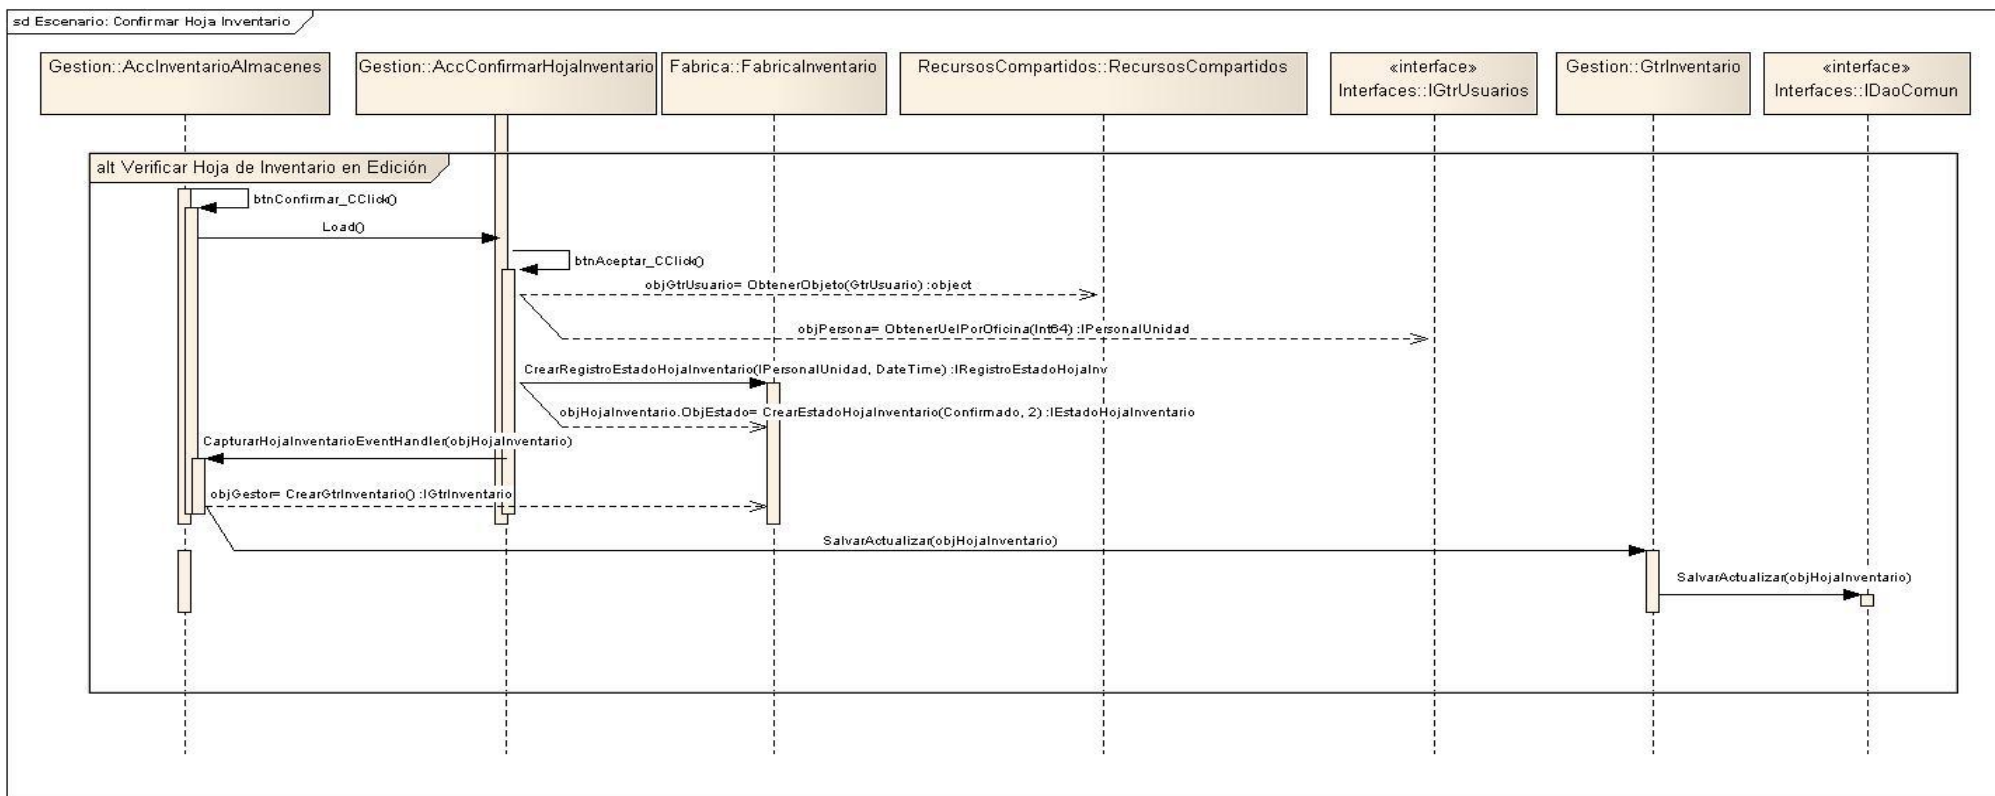 sd Escenario: Confirmar Hoja Inventario
Gestion::AccInventarioAlmacenes
Gestion::AccConfirmarHojaInventario
Fabrica::FabricaInventario
RecursosCompartidos::RecursosCompartidos
«interface»
Interfaces::IGtrUsuarios
Gestion::GtrInventario
«interface»
Interfaces::IDaoComun
alt Verificar Hoja de Inventario en Edición
btnConfirmar_CClick()
Load()
btnAceptar_CClick()
objGtrUsuario= ObtenerObjeto(GtrUsuario) :object
objPersona= ObtenerUelPorOficina(Int64) :IPersonalUnidad
CrearRegistroEstadoHojaInventario(IPersonalUnidad, DateTime) :IRegistroEstadoHojaInv
objHojaInventario.ObjEstado= CrearEstadoHojaInventario(Confirmado, 2) :IEstadoHojaInventario
CapturarHojaInventarioEventHandler(objHojaInventario)
objGestor= CrearGtrInventario() :IGtrInventario
SalvarActualizar(objHojaInventario)
SalvarActualizar(objHojaInventario)